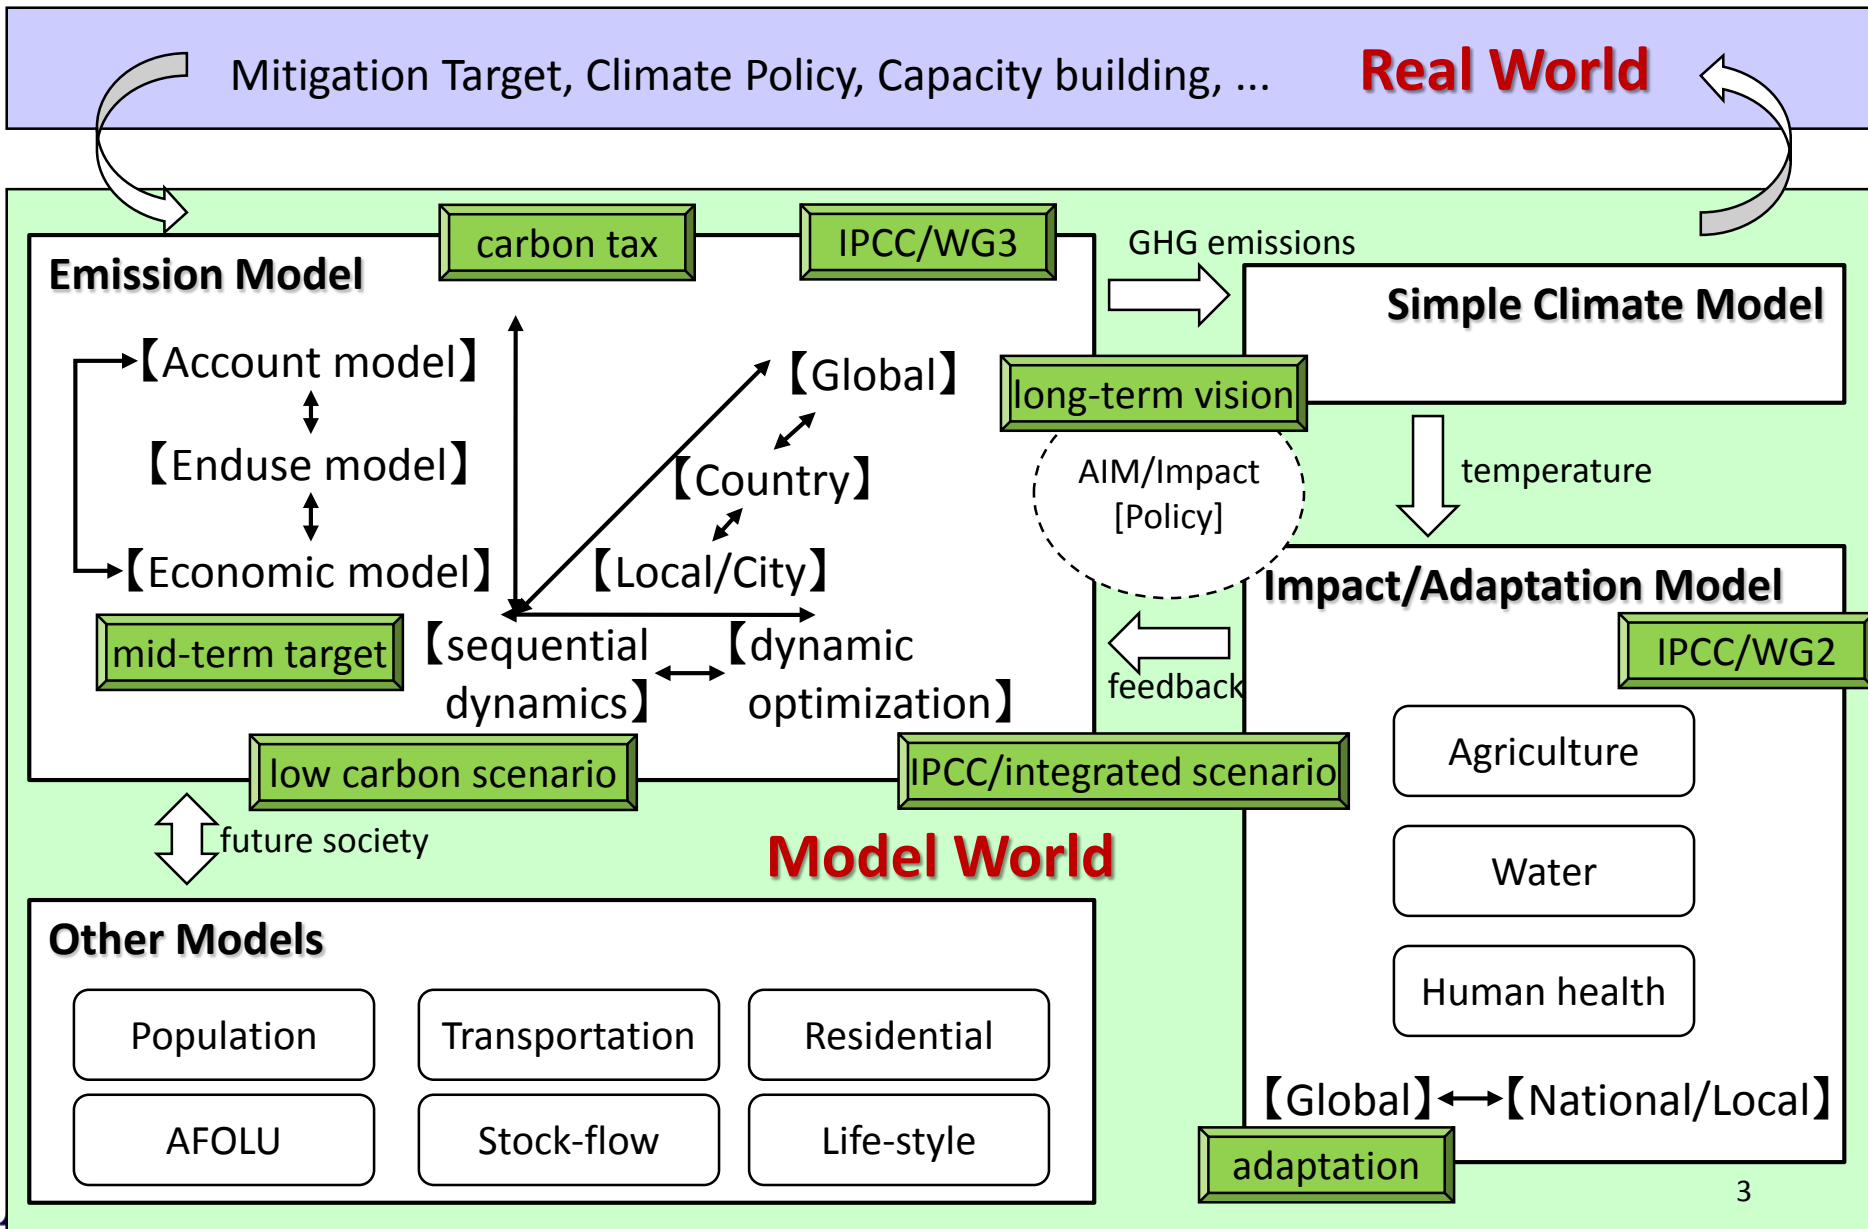 Mitigation Target, Climate Policy, Capacity building, ...
Real World
carbon tax
IPCC/WG3
GHG emissions
Emission Model
Simple Climate Model
【Account model】
【Global】
long-term vision
【Enduse model】
【Country】
AIM/Impact
[Policy]
temperature
【Economic model】
【Local/City】
Impact/Adaptation Model
mid-term target
【sequential
dynamics】
【dynamic
optimization】
feedback
IPCC/WG2
low carbon scenario
IPCC/integrated scenario
Agriculture
future society
Model World
Water
Other Models
Human health
Population
Transportation
Residential
AFOLU
Stock-flow
Life-style
【Global】
【National/Local】
adaptation
3